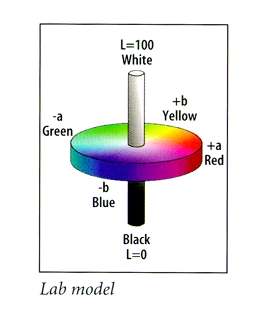 L=100
White
+b
Yellow
-a
Green
+a
Red
-b
Blue
Black
L=0
Lab model